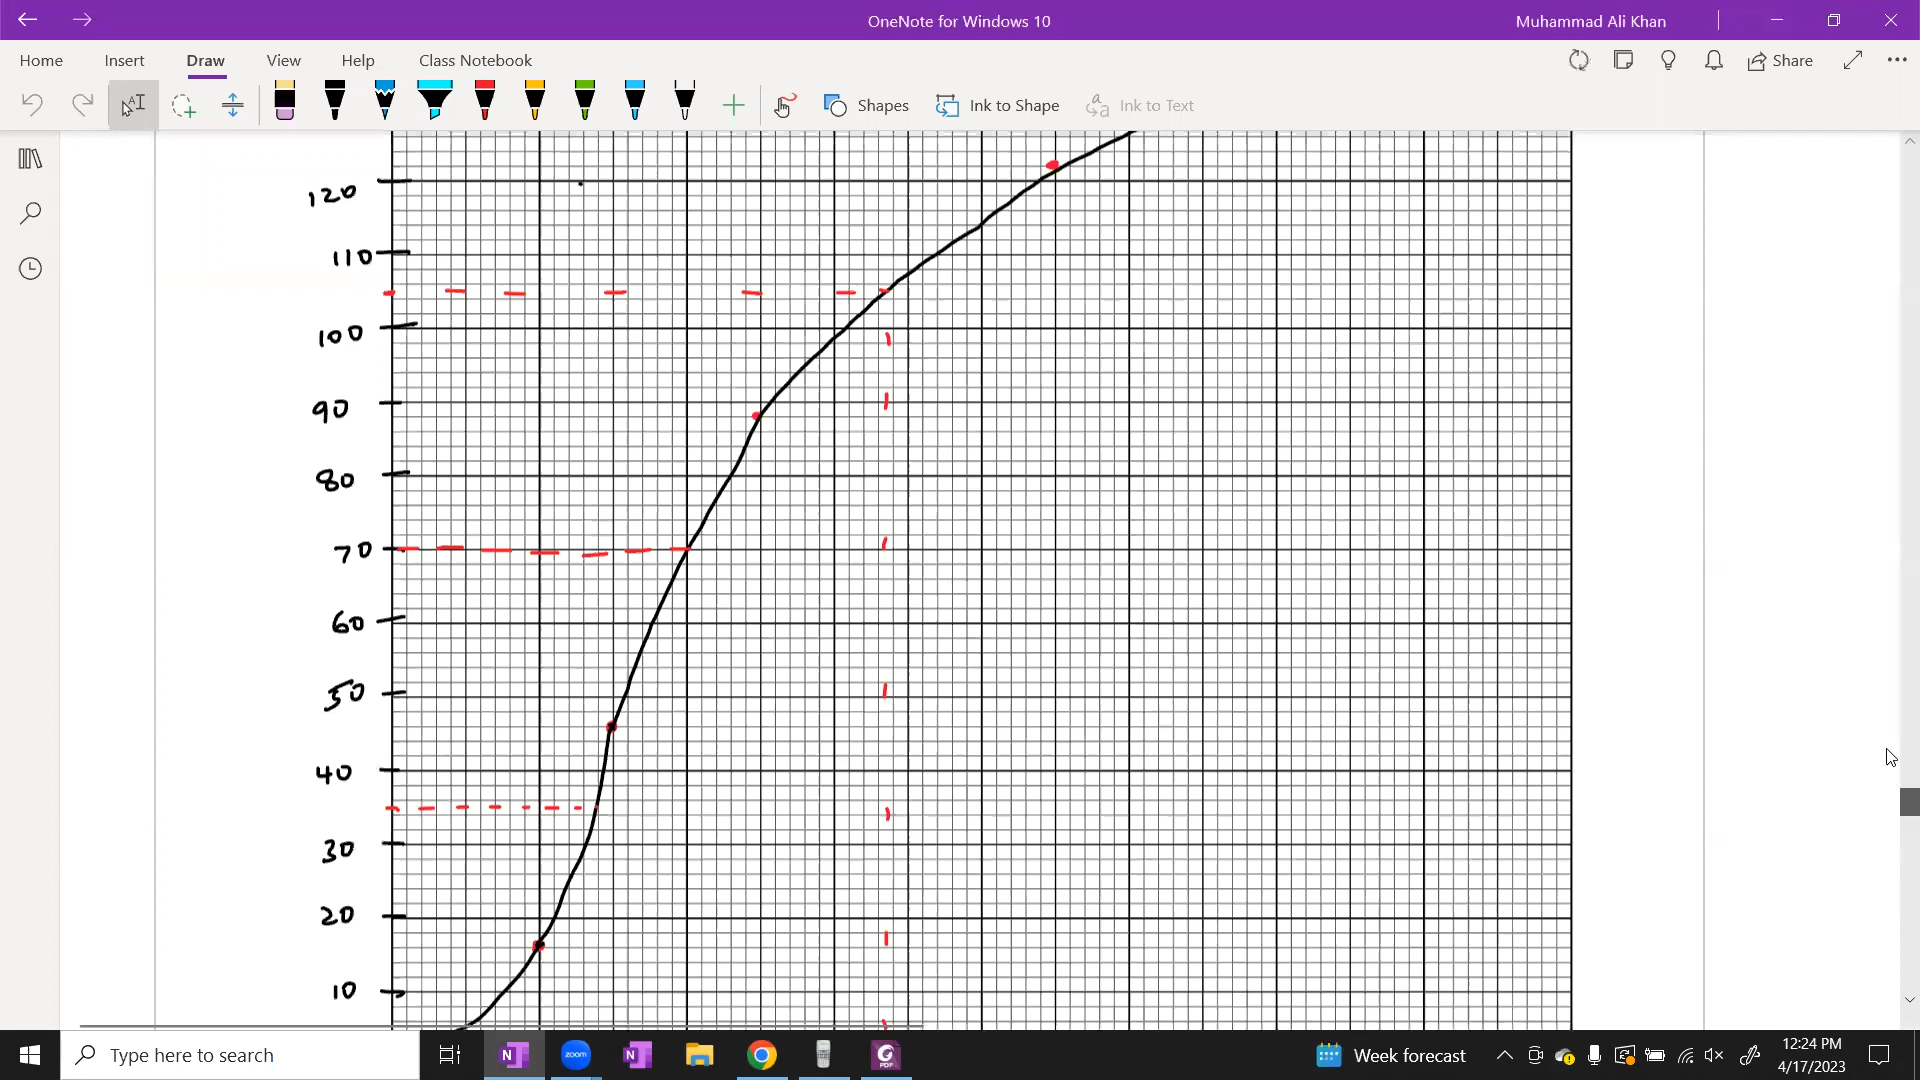 OneNote for Windows 10
Muhammad Ali Khan
Home Insert Draw View Help Class Notebook
Share
Shapes
Ink to Shape
Ink to Text
120
110
100
90
80
70
60
50
40
30
20
10
Type here to search
zoom
PDF
Week forecast
12:24 PM
4/17/2023